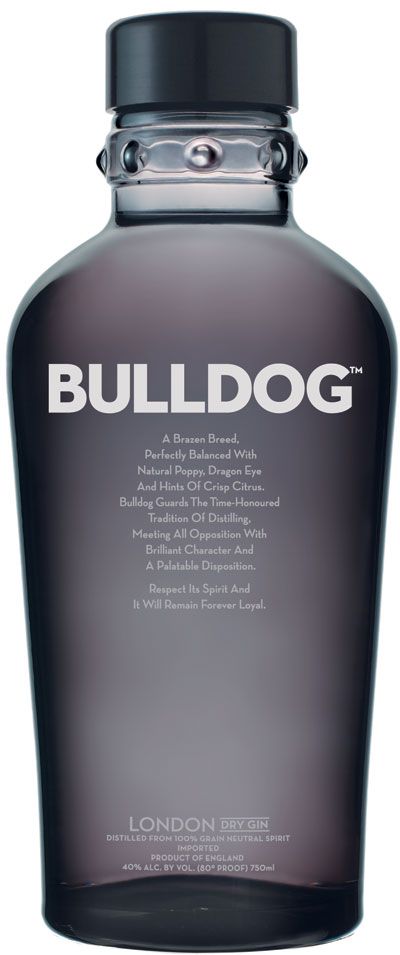 BULLDOG™
A Brazen Breed,
Perfectly Balanced With
Natural Poppy, Dragon Eye
And Hints Of Crisp Citrus.
Bulldog Guards The Time-Honoured
Tradition Of Distilling,
Meeting All Opposition With
Brilliant Character And
A Palatable Disposition.
Respect Its Spirit And
It Will Remain Forever Loyal.
LONDON DRY GIN
DISTILLED FROM 100% GRAIN NEUTRAL SPIRIT
IMPORTED
PRODUCT OF ENGLAND
40% ALC. BY VOL. (80º PROOF) 750ml